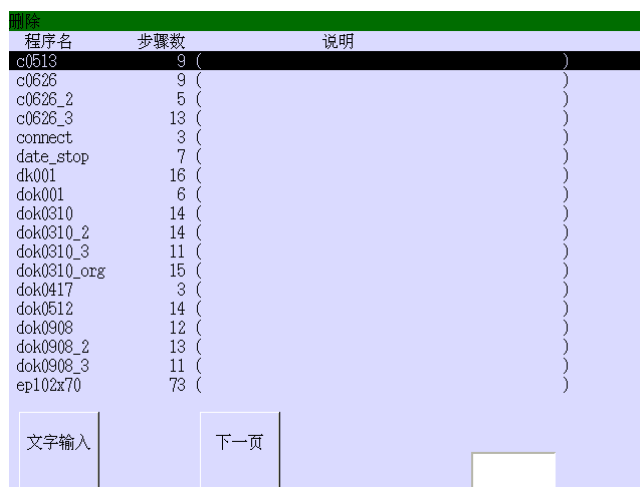 删除
程序名 步骤数 说明
c0513 9 ( )
c0626 9 ( )
c0626_2 5 ( )
c0626_3 13 ( )
connect 3 ( )
date_stop 7 ( )
dk001 16 ( )
dok001 6 ( )
dok0310 14 ( )
dok0310_2 14 ( )
dok0310_3 11 ( )
dok0310_org 15 ( )
dok0417 3 ( )
dok0512 14 ( )
dok0908 12 ( )
dok0908_2 13 ( )
dok0908_3 11 ( )
ep102x70 73 ( )
文字输入 下一页